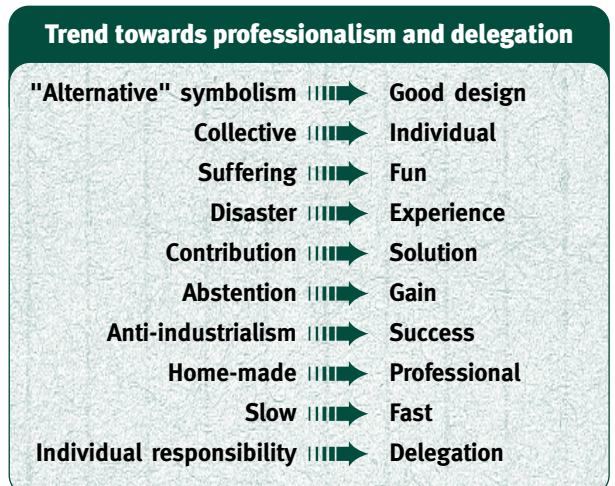 Trend towards professionalism and delegation
"Alternative" symbolism Good design
Collective Individual
Suffering Fun
Disaster Experience
Contribution Solution
Abstention Gain
Anti-industrialism Success
Home-made Professional
Slow Fast
Individual responsibility Delegation